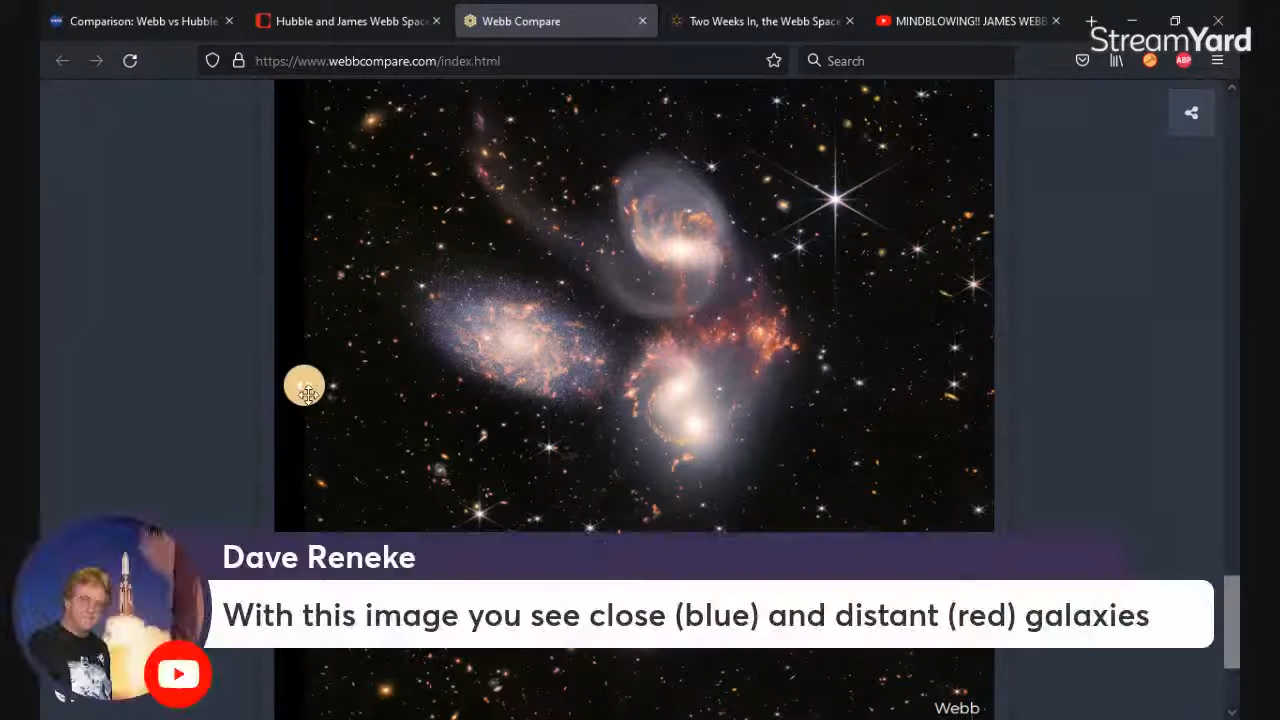 Comparison: Webb vs Hubble
Hubble and James Webb Spac
Webb Compare
Two Weeks In, the Webb Space
MINDBLOWING!! JAMES WEBB
StreamYard
https://www.webbcompare.com/index.html
Search
ABP
Dave Reneke
With this image you see close (blue) and distant (red) galaxies
Webb